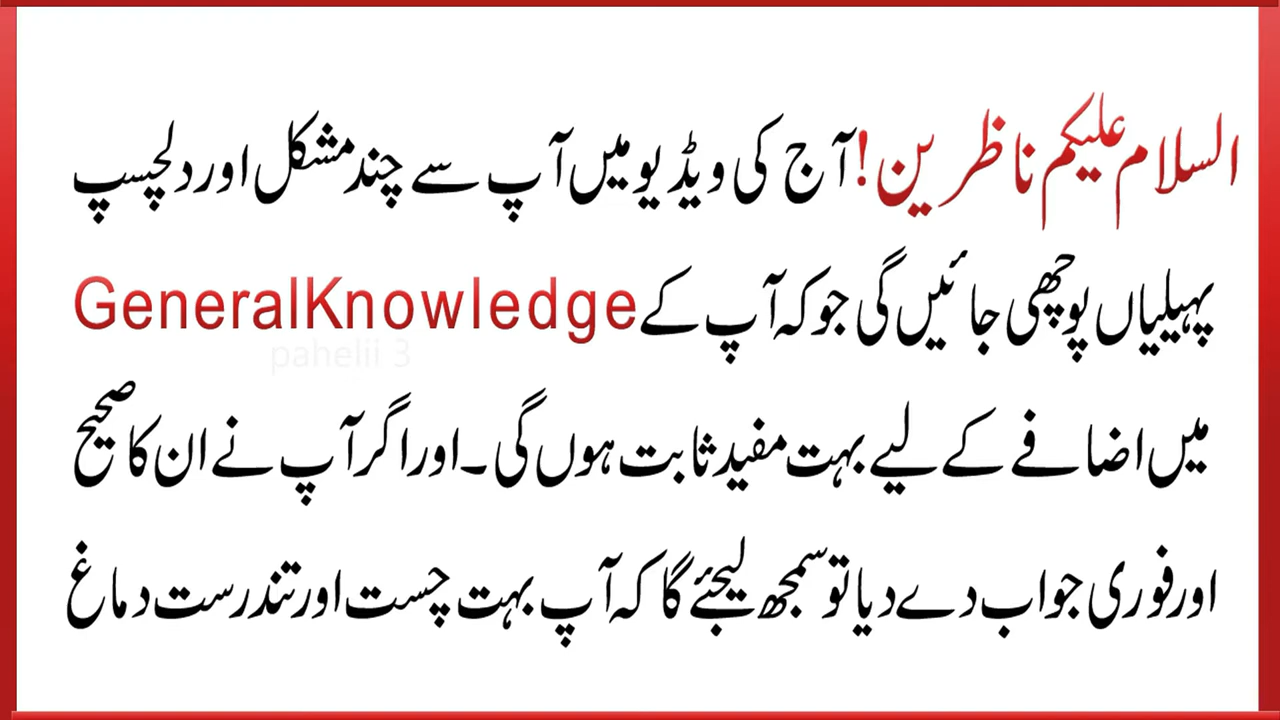 السلام علیکم ناظرین! آج کی ویڈیو میں آپ سے چند مشکل اور دلچسپ
پہیلیاں پوچھی جائیں گی جو کہ آپ کے GeneralKnowledge
pahelii 3
میں اضافے کے لیے بہت مفید ثابت ہوں گی۔ اور اگر آپ نے ان کا صحیح
اور فوری جواب دے دیا تو سمجھ لیجئے گا کہ آپ بہت چست اور تندرست دماغ